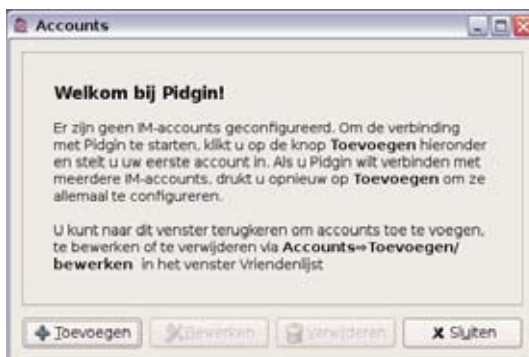 Accounts
Welkom bij Pidgin!
Er zijn geen IM-accounts geconfigureerd. Om de verbinding
met Pidgin te starten, klikt u op de knop Toevoegen hieronder
en stelt u uw eerste account in. Als u Pidgin wilt verbinden met
meerdere IM-accounts, drukt u opnieuw op Toevoegen om ze
allemaal te configureren.
U kunt naar dit venster terugkeren om accounts toe te voegen,
te bewerken of te verwijderen via Accounts⇒Toevoegen/
bewerken in het venster Vriendenlijst
Toevoegen Bewerken Verwijderen Sluiten